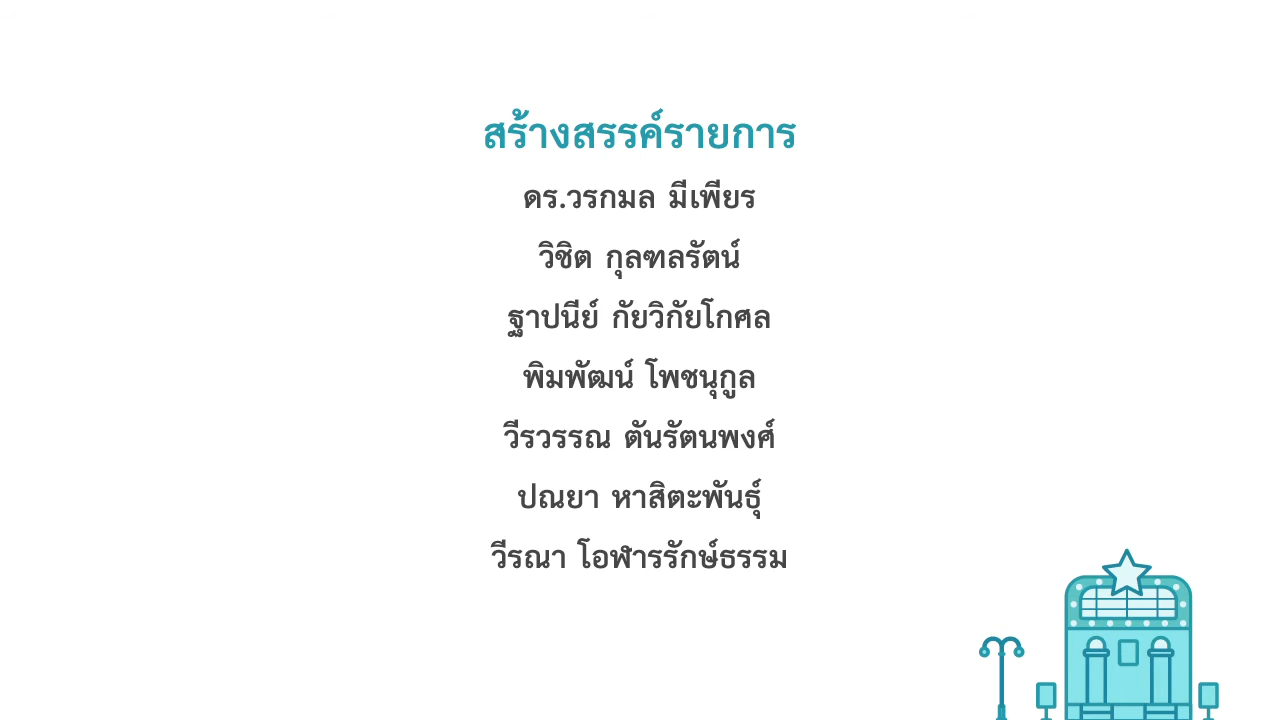 สร้างสรรค์รายการ
ดร.วรกมล มีเพียร
วิชิต กุลฑลรัตน์
ฐาปนีย์ กัยวิกัยโกศล
พิมพัฒน์ โพชนุกูล
วีรวรรณ ตันรัตนพงศ์
ปณยา หาสิตะพันธุ์
วีรณา โอฬารรักษ์ธรรม